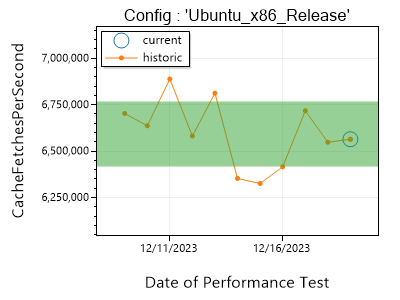 Config : 'Ubuntu_x86_Release'
current
historic
7,000,000
6,750,000
6,500,000
6,250,000
CacheFetchesPerSecond
12/11/2023
12/16/2023
Date of Performance Test